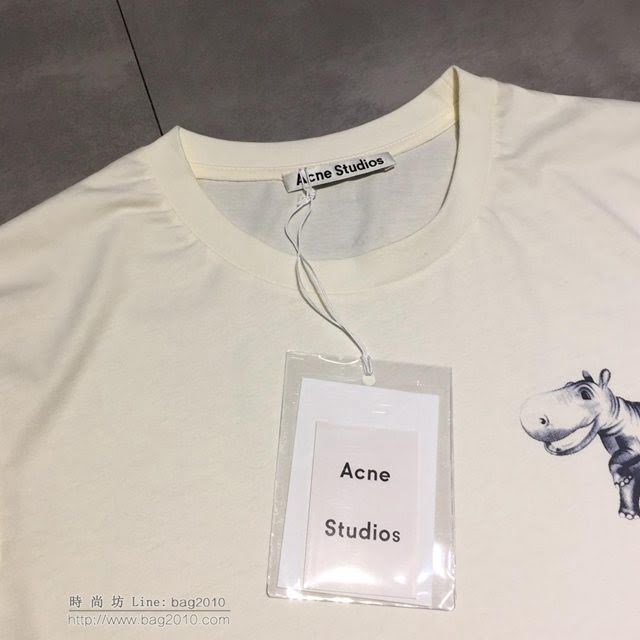 Acne Studios
Acne
Studios
時尚坊 Line: bag2010
http://www.bag2010.com